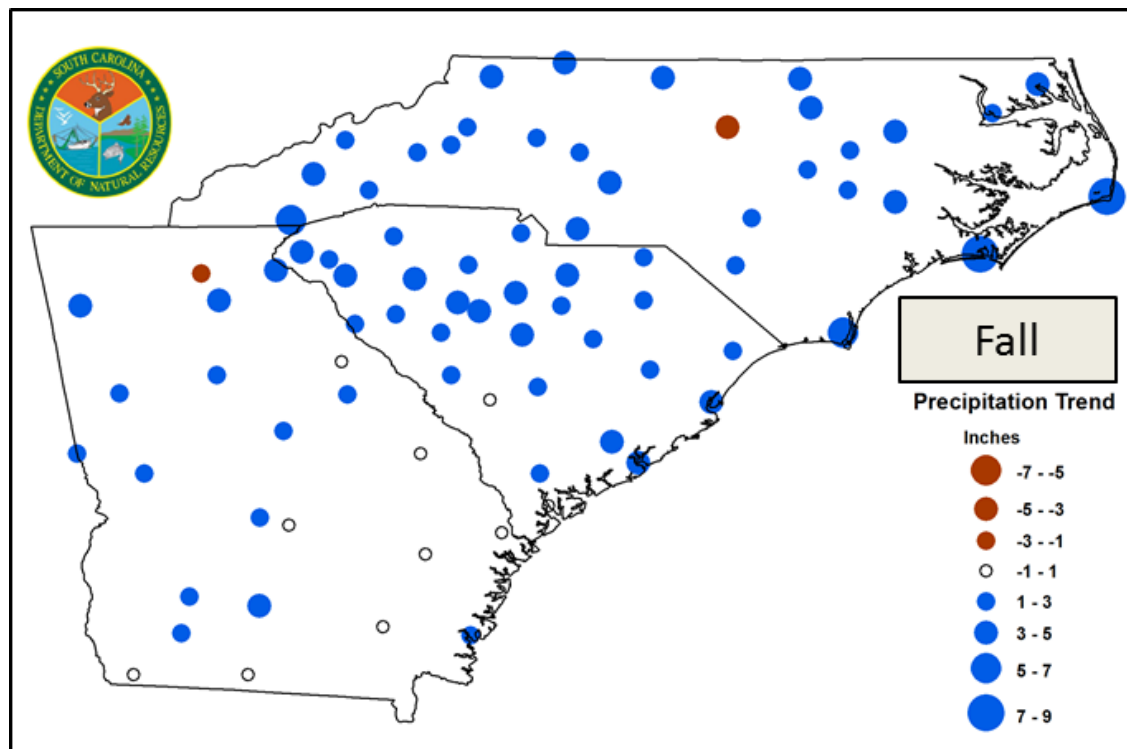 SOUTH CAROLINA
DEPARTMENT OF NATURAL RESOURCES
Fall
Precipitation Trend
Inches
-7 - -5
-5 - -3
-3 - -1
-1 - 1
1 - 3
3 - 5
5 - 7
7 - 9